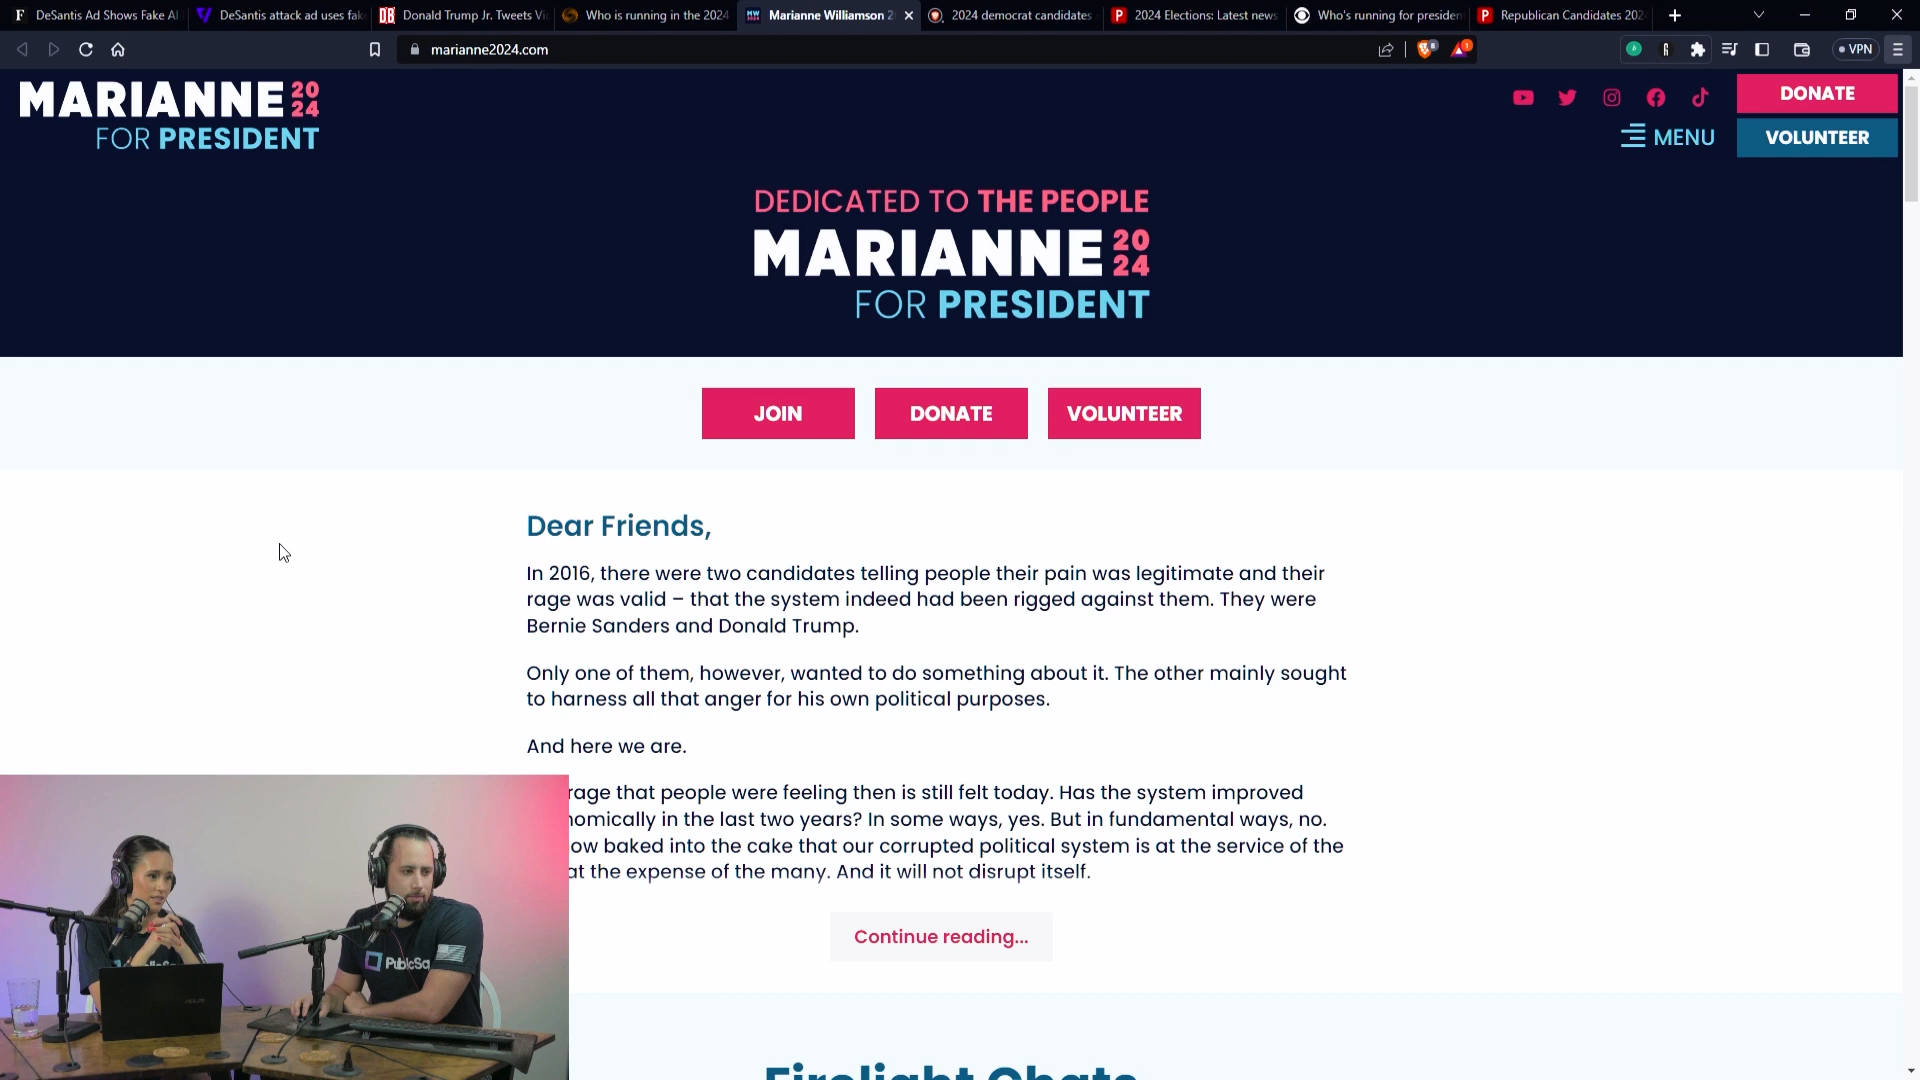 DeSantis Ad Shows Fake AI
DeSantis attack ad uses fak
Donald Trump Jr. Tweets Vi
Who is running in the 2024
Marianne Williamson 2
2024 democrat candidates
2024 Elections: Latest news
Who's running for presiden
Republican Candidates 202
marianne2024.com
VPN
MARIANNE 2024
FOR PRESIDENT
DONATE
MENU
VOLUNTEER
DEDICATED TO THE PEOPLE
MARIANNE 2024
FOR PRESIDENT
JOIN
DONATE
VOLUNTEER
Dear Friends,
In 2016, there were two candidates telling people their pain was legitimate and their
rage was valid – that the system indeed had been rigged against them. They were
Bernie Sanders and Donald Trump.
Only one of them, however, wanted to do something about it. The other mainly sought
to harness all that anger for his own political purposes.
And here we are.
rage that people were feeling then is still felt today. Has the system improved
nomically in the last two years? In some ways, yes. But in fundamental ways, no.
ow baked into the cake that our corrupted political system is at the service of the
at the expense of the many. And it will not disrupt itself.
Continue reading...
Firelight Chats
PublicSq
ASUS